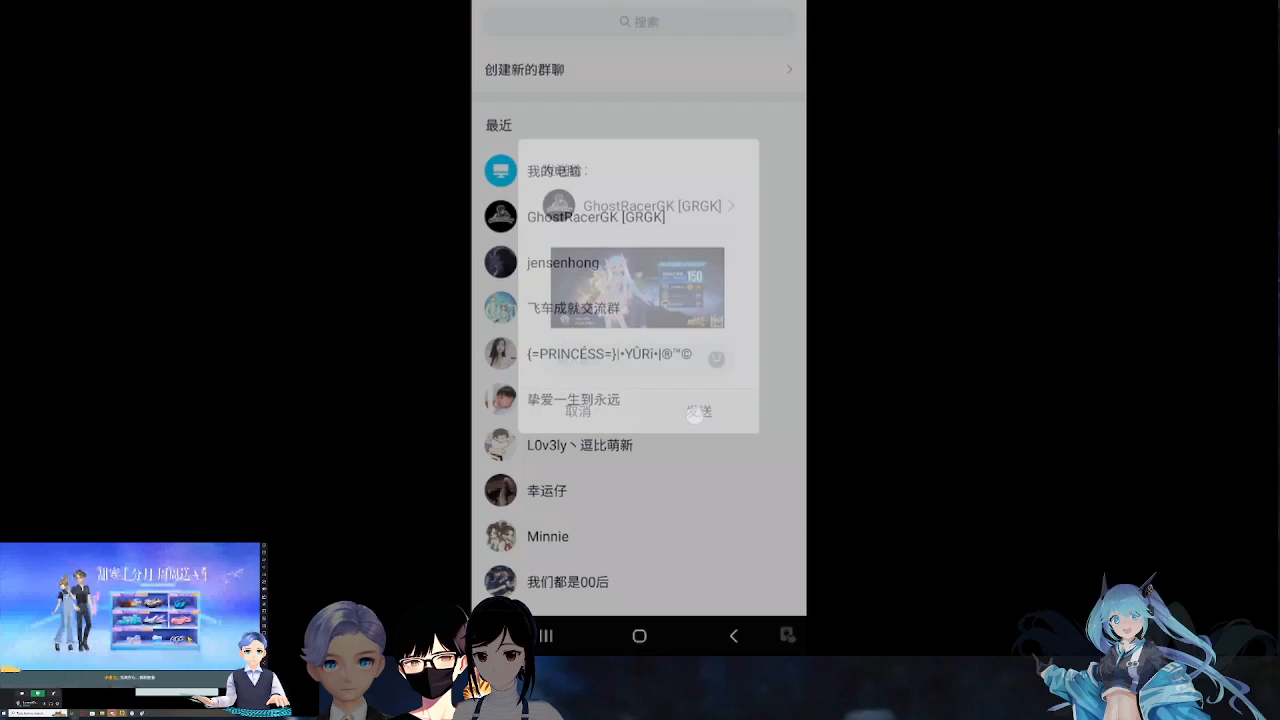 搜索
创建新的群聊
最近
我的电脑
GhostRacerGK [GRGK]
GhostRacerGK [GRGK]
jensenhong
150
飞车成就交流群
{=PRINCÉSS=}|•YÛRî•|®™©
挚爱一生到永远
取消
发送
L0v3ly丶逗比萌新
幸运仔
Minnie
我们都是00后